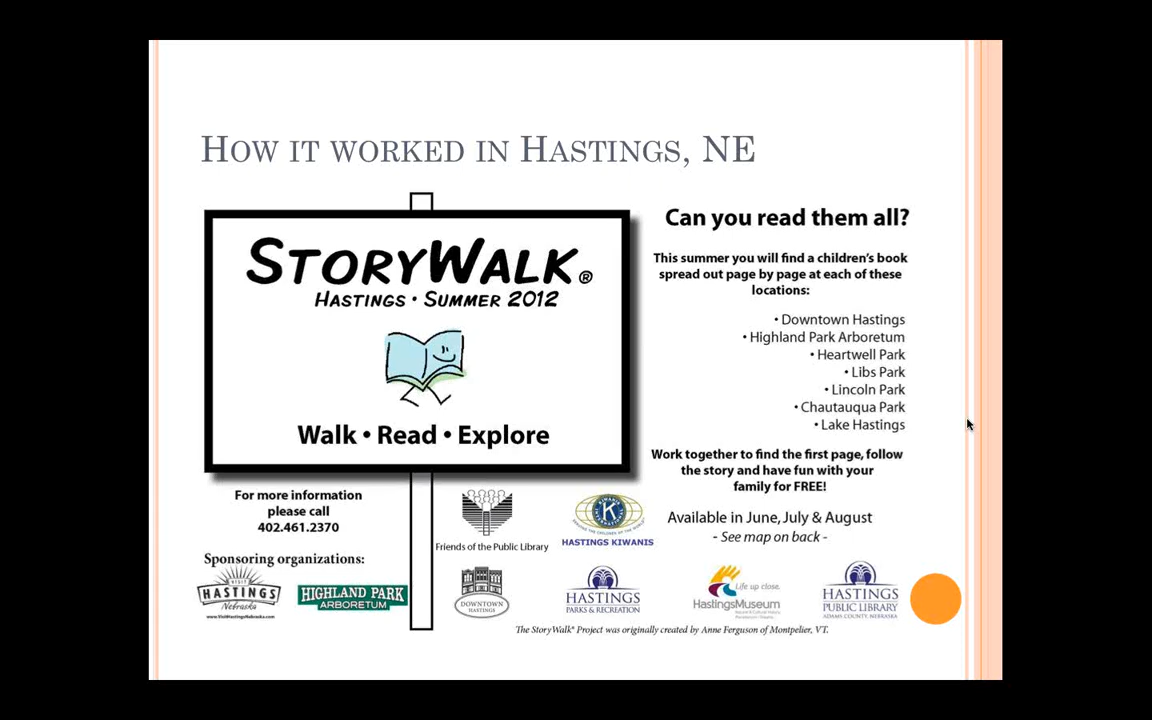 How it worked in Hastings, NE
StoryWalk®
Hastings • Summer 2012
Walk • Read • Explore
Can you read them all?
This summer you will find a children's book
spread out page by page at each of these
locations:
• Downtown Hastings
• Highland Park Arboretum
• Heartwell Park
• Libs Park
• Lincoln Park
• Chautauqua Park
• Lake Hastings
Work together to find the first page, follow
the story and have fun with your
family for FREE!
Available in June, July & August
- See map on back -
For more information
please call
402.461.2370
Friends of the Public Library
HASTINGS KIWANIS
Sponsoring organizations:
VISIT
HASTINGS
Nebraska
www.VisitHastingsNebraska.com
HIGHLAND PARK
ARBORETUM
DOWNTOWN
HASTINGS
HASTINGS
PARKS & RECREATION
Life up close.
HastingsMuseum
HASTINGS
PUBLIC LIBRARY
ADAMS COUNTY, NEBRASKA
The StoryWalk® Project was originally created by Anne Ferguson of Montpelier, VT.